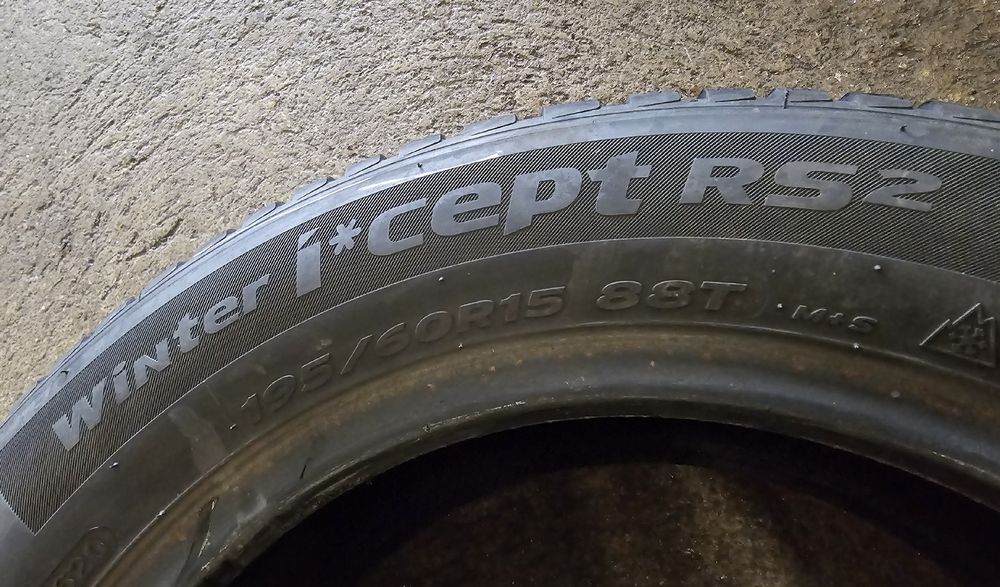 winter i*cept RS2
195/60R15 88T M+S